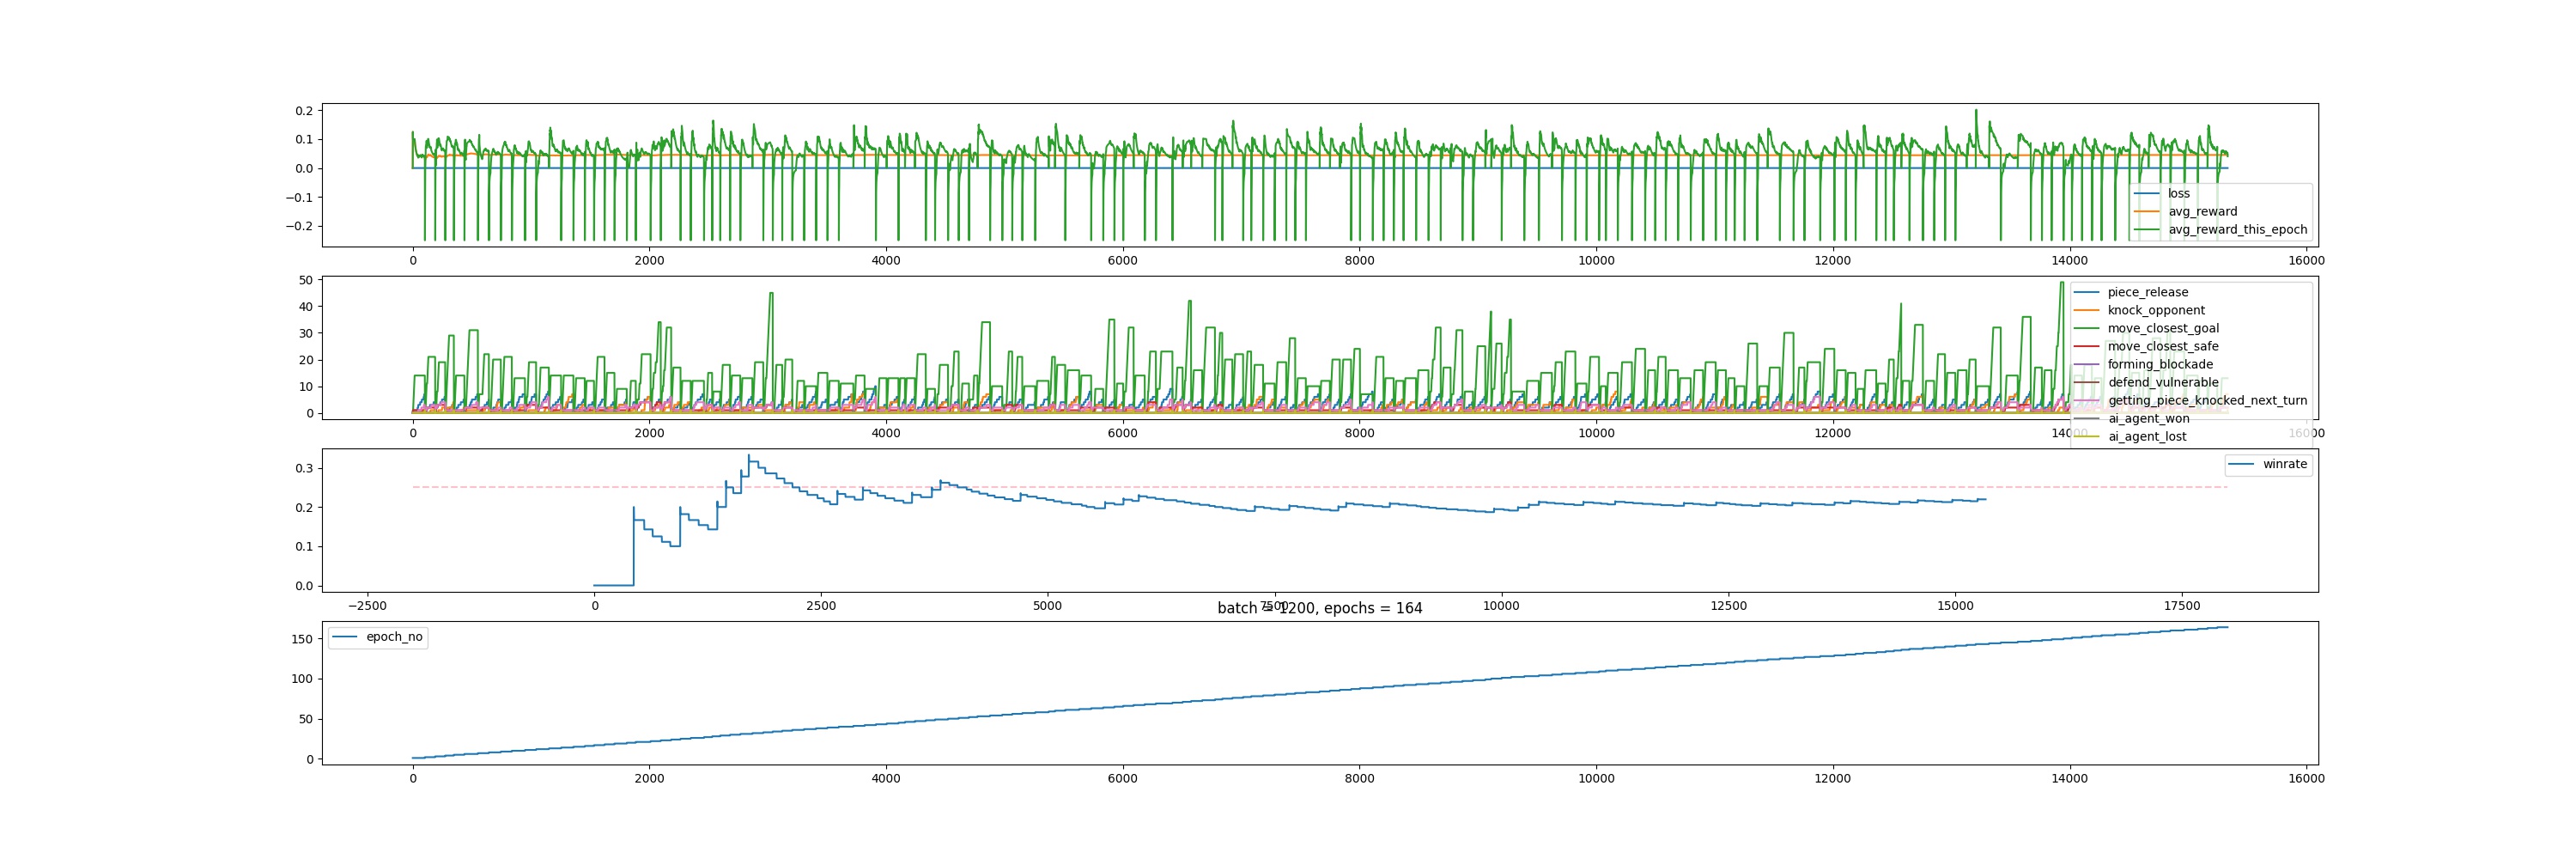 0.2
0.1
0.0
−0.1
−0.2
loss
avg_reward
avg_reward_this_epoch
0 2000 4000 6000 8000 10000 12000 14000 16000
50
40
30
20
10
0
piece_release
knock_opponent
move_closest_goal
move_closest_safe
forming_blockade
defend_vulnerable
getting_piece_knocked_next_turn
ai_agent_won
ai_agent_lost
0 2000 4000 6000 8000 10000 12000 14000 16000
0.3
0.2
0.1
0.0
winrate
−2500 0 2500 5000 7500 10000 12500 15000 17500
batch = 1200, epochs = 164
150
100
50
0
epoch_no
0 2000 4000 6000 8000 10000 12000 14000 16000